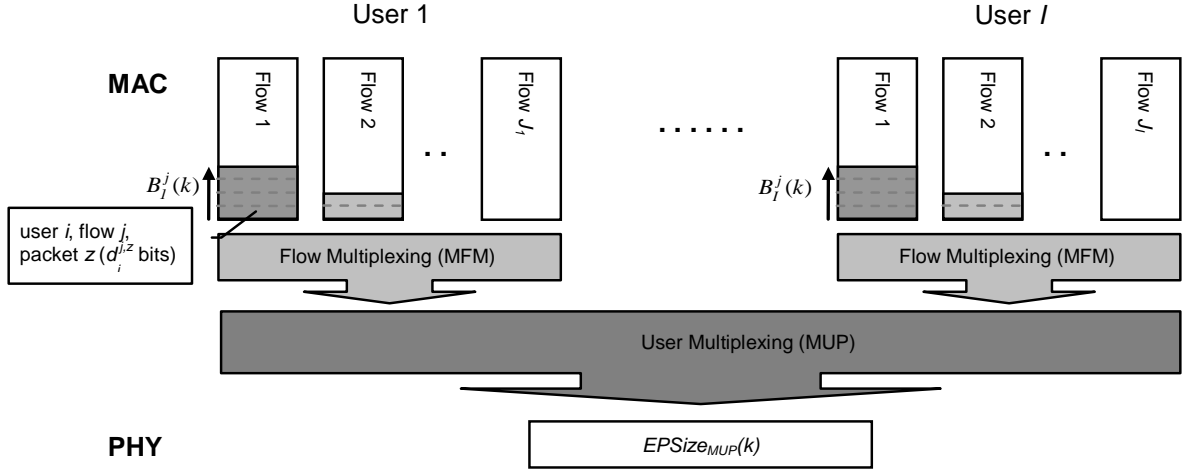 User 1
User I
MAC
Flow 1
Flow 2
. .
Flow J₁
. . . . . .
Flow 1
Flow 2
. .
Flow J_I
B_I^j(k)
B_I^j(k)
user i, flow j,
packet z (d_i^{j,z} bits)
Flow Multiplexing (MFM)
Flow Multiplexing (MFM)
User Multiplexing (MUP)
PHY
EPSize_MUP(k)